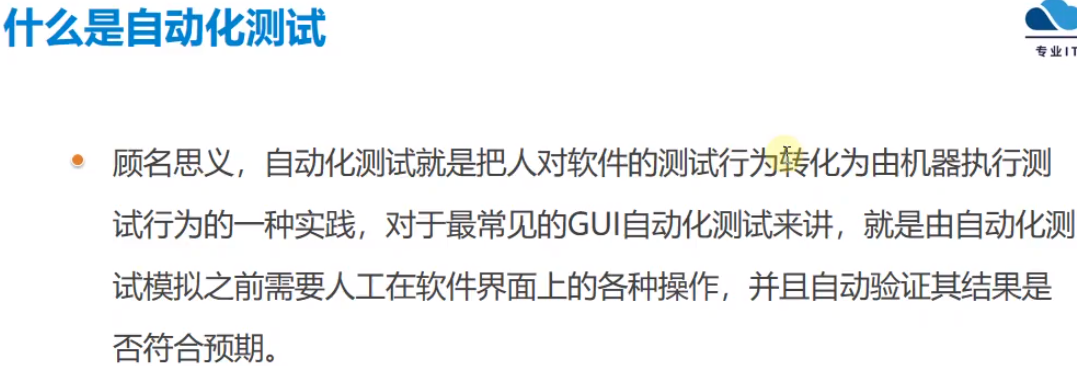 什么是自动化测试
专业IT
顾名思义，自动化测试就是把人对软件的测试行为转化为由机器执行测
试行为的一种实践，对于最常见的GUI自动化测试来讲，就是由自动化测
试模拟之前需要人工在软件界面上的各种操作，并且自动验证其结果是
否符合预期。